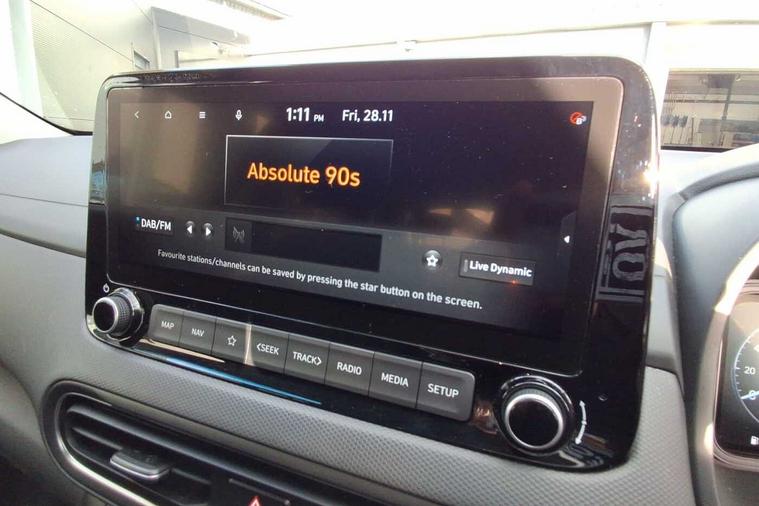 1:11 PM Fri, 28.11
Absolute 90s
DAB/FM
Live Dynamic
Favourite stations/channels can be saved by pressing the star button on the screen.
MAP NAV <SEEK TRACK> RADIO MEDIA SETUP
20